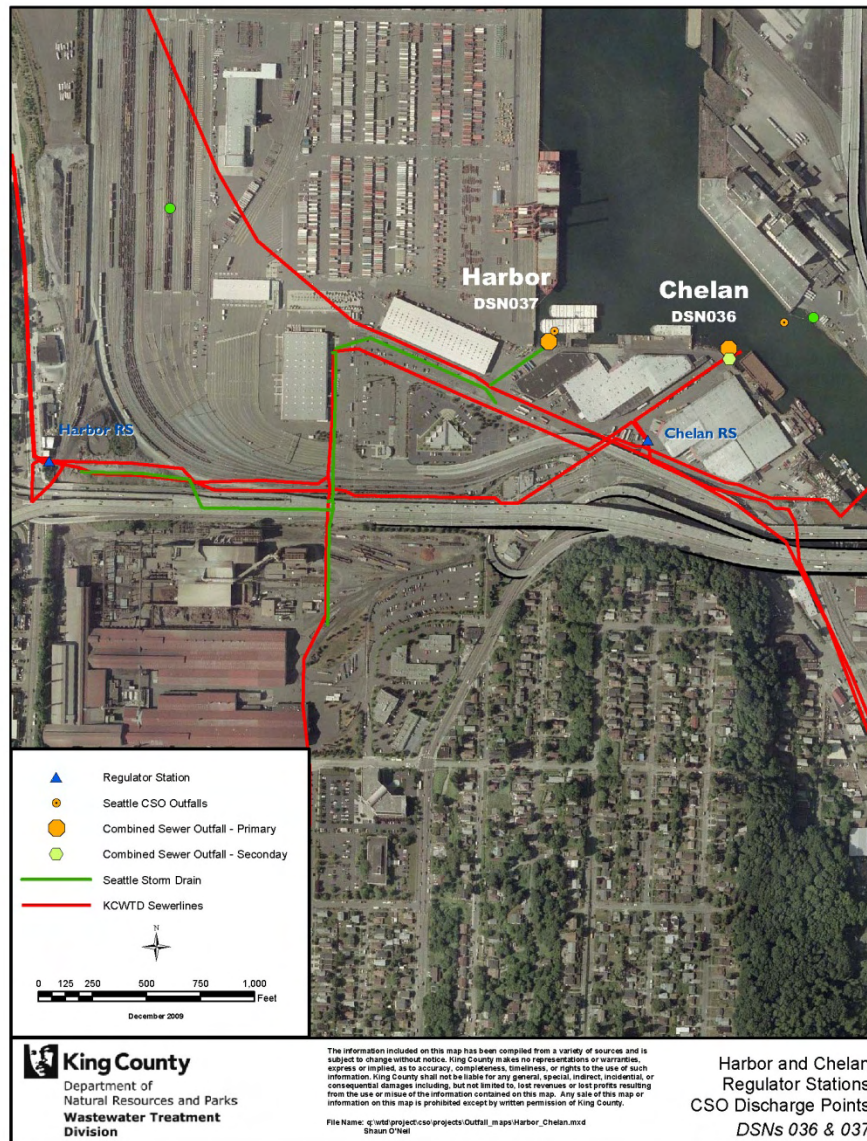 Harbor
DSN037
Chelan
DSN036
Harbor RS
Chelan RS
Regulator Station
Seattle CSO Outfalls
Combined Sewer Outfall - Primary
Combined Sewer Outfall - Seconday
Seattle Storm Drain
KCWTD Sewerlines
N
0 125 250 500 750 1,000
Feet
December 2009
King County
Department of
Natural Resources and Parks
Wastewater Treatment
Division
The information included on this map has been compiled from a variety of sources and is
subject to change without notice. King County makes no representations or warranties,
express or implied, as to accuracy, completeness, timeliness, or rights to the use of such
information. King County shall not be liable for any general, special, indirect, incidental, or
consequential damages including, but not limited to, lost revenues or lost profits resulting
from the use or misuse of the information contained on this map. Any sale of this map or
information on this map is prohibited except by written permission of King County.
File Name: q:\wtd\project\cso\projects\Outfall_maps\Harbor_Chelan.mxd
Shaun O'Neil
Harbor and Chelan
Regulator Stations
CSO Discharge Points
DSNs 036 & 037